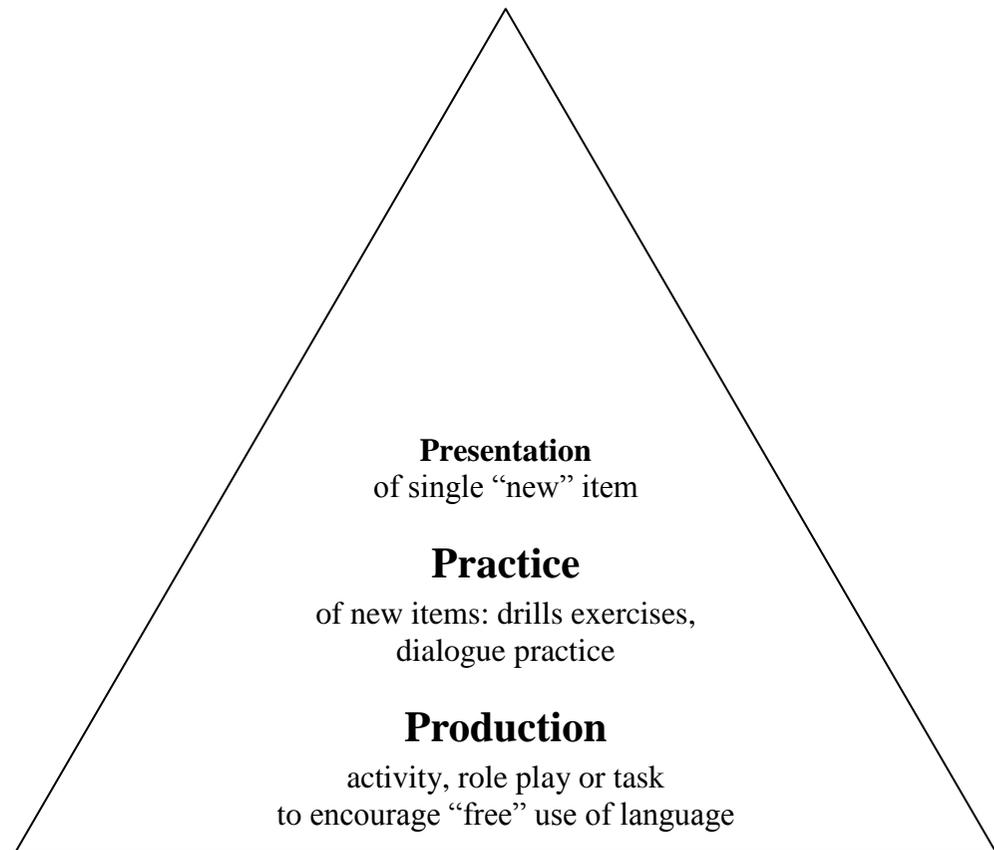 Presentation
of single “new” item
Practice
of new items: drills exercises,
dialogue practice
Production
activity, role play or task
to encourage “free” use of language